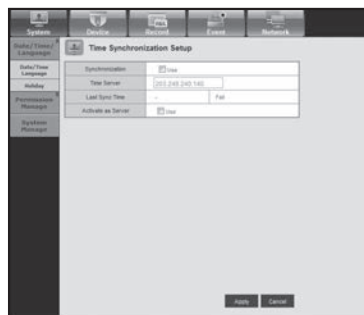 System Device Record Event Network
Date/Time/
Language
Time Synchronization Setup
Date/Time
Language
Holiday
Permission
Manage
System
Manager
Synchronization Use
Time Server 203.248.240.140
Last Sync Time - Fail
Activate as Server Use
Apply Cancel